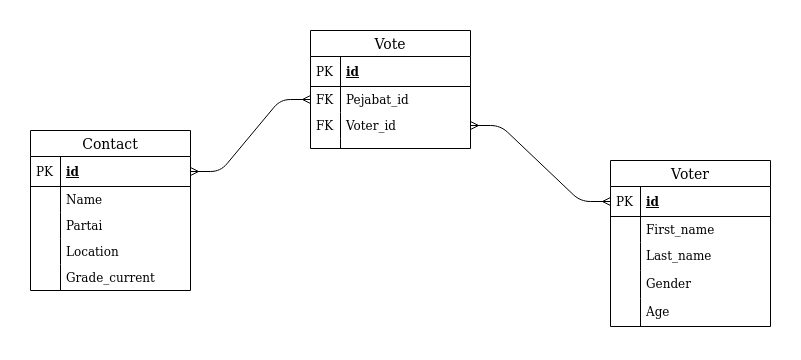 Vote
PK id
FK Pejabat_id
FK Voter_id
Contact
PK id
Name
Partai
Location
Grade_current
Voter
PK id
First_name
Last_name
Gender
Age